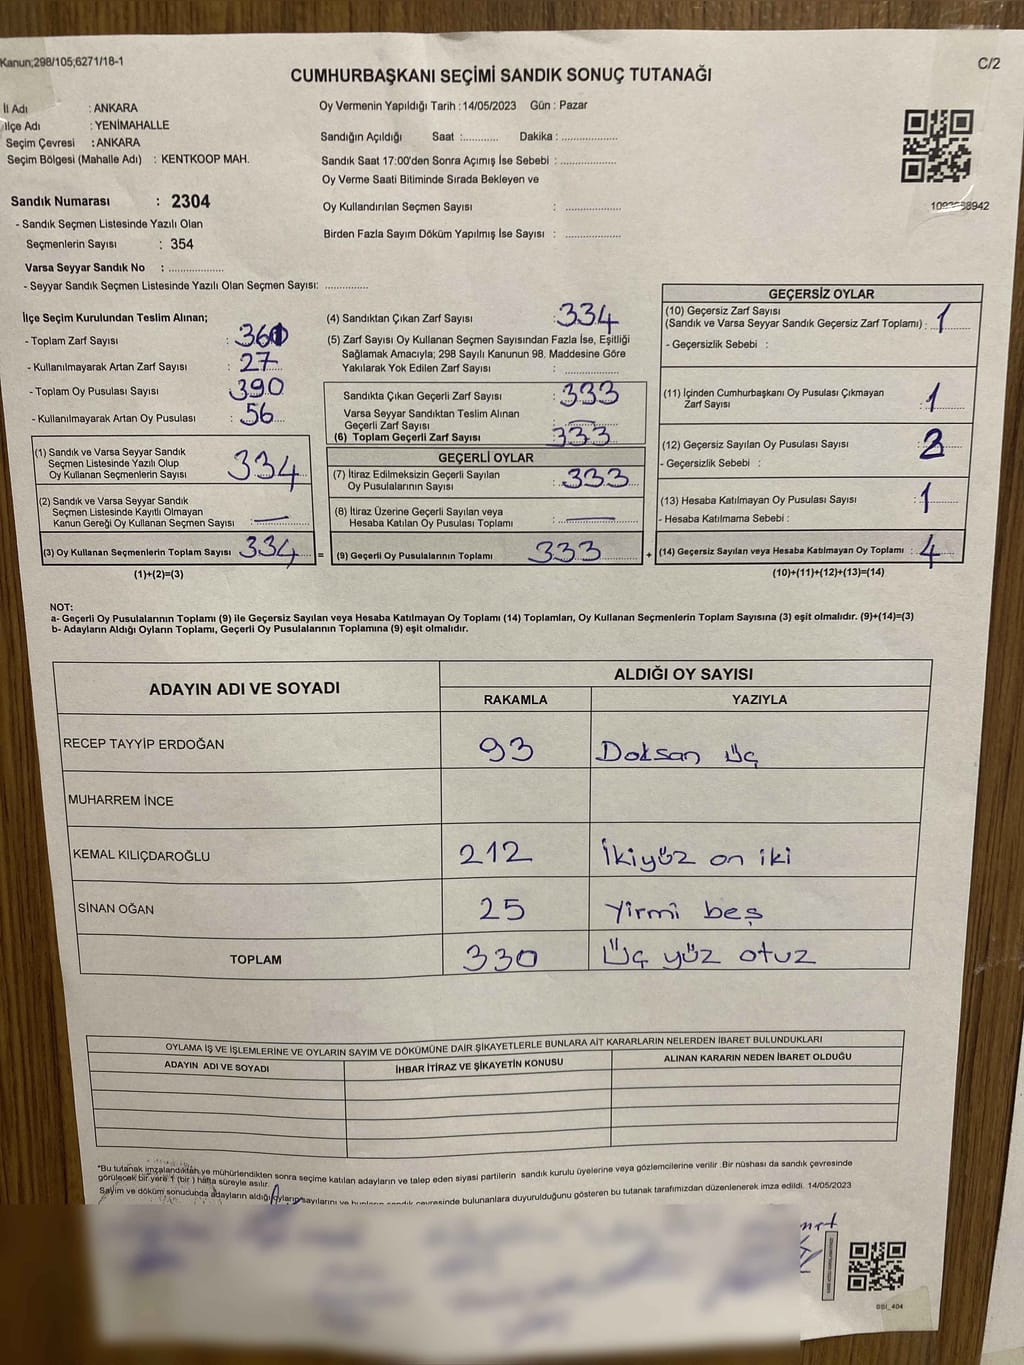 Kanun;298/105;6271/18-1
C/2
CUMHURBAŞKANI SEÇİMİ SANDIK SONUÇ TUTANAĞI
İl Adı : ANKARA
İlçe Adı : YENİMAHALLE
Seçim Çevresi : ANKARA
Seçim Bölgesi (Mahalle Adı) : KENTKOOP MAH.
Oy Vermenin Yapıldığı Tarih : 14/05/2023 Gün : Pazar
Sandığın Açıldığı Saat :............ Dakika : ..................
Sandık Saat 17:00'den Sonra Açımış İse Sebebi : ..................
Oy Verme Saati Bitiminde Sırada Bekleyen ve
Oy Kullandırılan Seçmen Sayısı : ..................
Birden Fazla Sayım Döküm Yapılmış İse Sayısı : ..................
Sandık Numarası : 2304
- Sandık Seçmen Listesinde Yazılı Olan
Seçmenlerin Sayısı : 354
Varsa Seyyar Sandık No : ..................
- Seyyar Sandık Seçmen Listesinde Yazılı Olan Seçmen Sayısı: ..............
İlçe Seçim Kurulundan Teslim Alınan;
- Toplam Zarf Sayısı : 360
- Kullanılmayarak Artan Zarf Sayısı : 27
- Toplam Oy Pusulası Sayısı : 390
- Kullanılmayarak Artan Oy Pusulası : 56
(1) Sandık ve Varsa Seyyar Sandık
Seçmen Listesinde Yazılı Olup
Oy Kullanan Seçmenlerin Sayısı : 334
(2) Sandık ve Varsa Seyyar Sandık
Seçmen Listesinde Kayıtlı Olmayan
Kanun Gereği Oy Kullanan Seçmen Sayısı : —
(3) Oy Kullanan Seçmenlerin Toplam Sayısı : 334 =
(1)+(2)=(3)
(4) Sandıktan Çıkan Zarf Sayısı : 334
(5) Zarf Sayısı Oy Kullanan Seçmen Sayısından Fazla İse, Eşitliği
Sağlamak Amacıyla; 298 Sayılı Kanunun 98. Maddesine Göre
Yakılarak Yok Edilen Zarf Sayısı : ..................
Sandıkta Çıkan Geçerli Zarf Sayısı : 333
Varsa Seyyar Sandıktan Teslim Alınan
Geçerli Zarf Sayısı : —
(6) Toplam Geçerli Zarf Sayısı : 333
GEÇERLİ OYLAR
(7) İtiraz Edilmeksizin Geçerli Sayılan
Oy Pusulalarının Sayısı : 333
(8) İtiraz Üzerine Geçerli Sayılan veya
Hesaba Katılan Oy Pusulası Toplamı : —
(9) Geçerli Oy Pusulalarının Toplamı 333 +
GEÇERSİZ OYLAR
(10) Geçersiz Zarf Sayısı
(Sandık ve Varsa Seyyar Sandık Geçersiz Zarf Toplamı) : 1
- Geçersizlik Sebebi :
(11) İçinden Cumhurbaşkanı Oy Pusulası Çıkmayan
Zarf Sayısı : 1
(12) Geçersiz Sayılan Oy Pusulası Sayısı :
- Geçersizlik Sebebi :
(13) Hesaba Katılmayan Oy Pusulası Sayısı : 1
- Hesaba Katılmama Sebebi :
(14) Geçersiz Sayılan veya Hesaba Katılmayan Oy Toplamı : 4
(10)+(11)+(12)+(13)=(14)
NOT:
a- Geçerli Oy Pusulalarının Toplamı (9) ile Geçersiz Sayılan veya Hesaba Katılmayan Oy Toplamı (14) Toplamları, Oy Kullanan Seçmenlerin Toplam Sayısına (3) eşit olmalıdır. (9)+(14)=(3)
b- Adayların Aldığı Oyların Toplamı, Geçerli Oy Pusulalarının Toplamına (9) eşit olmalıdır.
ADAYIN ADI VE SOYADI
ALDIĞI OY SAYISI
RAKAMLA YAZIYLA
RECEP TAYYİP ERDOĞAN 93 Doksan üç
MUHARREM İNCE
KEMAL KILIÇDAROĞLU 212 İkiyüz on iki
SİNAN OĞAN 25 Yirmi beş
TOPLAM 330 Üç yüz otuz
OYLAMA İŞ VE İŞLEMLERİNE VE OYLARIN SAYIM VE DÖKÜMÜNE DAİR ŞİKAYETLERLE BUNLARA AİT KARARLARIN NELERDEN İBARET BULUNDUKLARI
ADAYIN ADI VE SOYADI İHBAR İTİRAZ VE ŞİKAYETİN KONUSU ALINAN KARARIN NEDEN İBARET OLDUĞU
*Bu tutanak imzalandıktan ve mühürlendikten sonra seçime katılan adayların ve talep eden siyasi partilerin sandık kurulu üyelerine veya gözlemcilerine verilir .Bir nüshası da sandık çevresinde
görülecek bir yere 1 (bir ) hafta süreyle asılır.
Sayım ve döküm sonucunda adayların aldığı oyların sayılarını ve bunların sandık çevresinde bulunanlara duyurulduğunu gösteren bu tutanak tarafımızdan düzenlenerek imza edildi. 14/05/2023
BSI_404